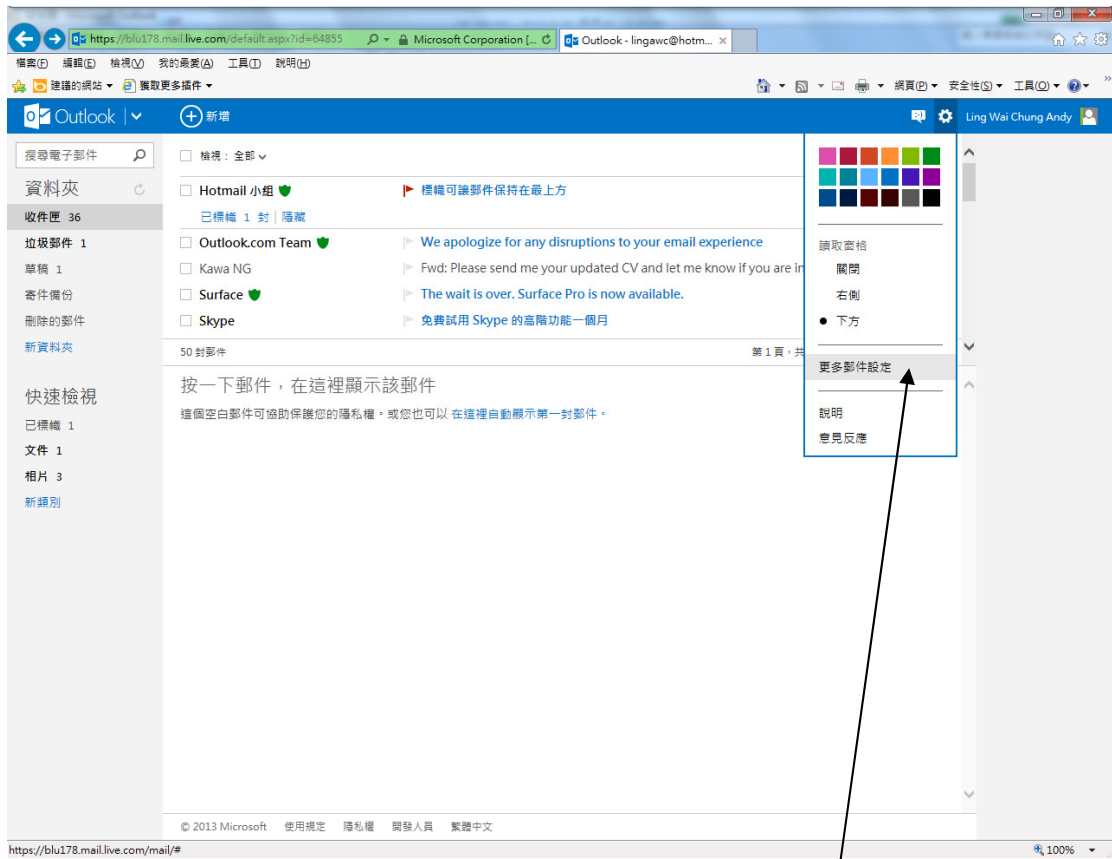 https://blu178.mail.live.com/default.aspx?id=64855
Microsoft Corporation [...
Outlook - lingawc@hotm...
檔案(F) 編輯(E) 檢視(V) 我的最愛(A) 工具(T) 說明(H)
建議的網站 獲取更多插件
網頁(P) 安全性(S) 工具(O)
Outlook
新增
Ling Wai Chung Andy
搜尋電子郵件
資料夾
收件匣 36
垃圾郵件 1
草稿 1
寄件備份
刪除的郵件
新資料夾
快速檢視
已標幟 1
文件 1
相片 3
新類別
檢視: 全部
Hotmail 小組 標幟可讓郵件保持在最上方
已標幟 1 封 | 隱藏
Outlook.com Team We apologize for any disruptions to your email experience
Kawa NG Fwd: Please send me your updated CV and let me know if you are in
Surface The wait is over. Surface Pro is now available.
Skype 免費試用 Skype 的高階功能一個月
50 封郵件 第 1 頁，共
按一下郵件，在這裡顯示該郵件
這個空白郵件可協助保護您的隱私權。或您也可以 在這裡自動顯示第一封郵件。
讀取窗格
關閉
右側
下方
更多郵件設定
說明
意見反應
© 2013 Microsoft 使用規定 隱私權 開發人員 繁體中文
https://blu178.mail.live.com/mail/#
100%